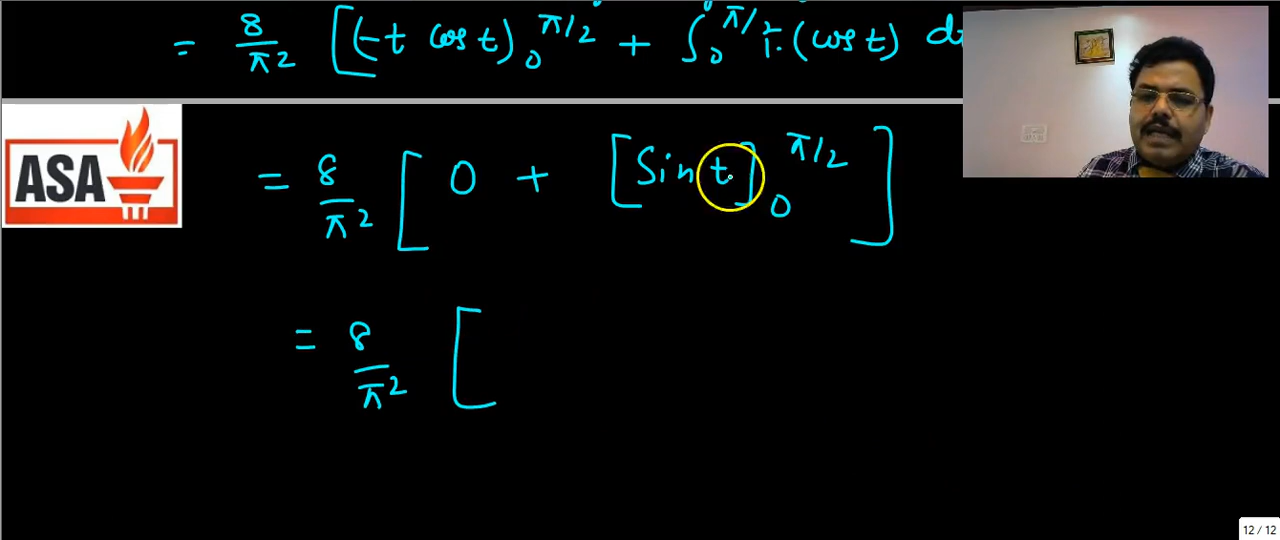 = 8/π² [(-t cos t)₀^π/2 + ∫₀^π/2 1·(cos t) dt
ASA
= 8/π² [ 0 + [Sin t]₀^π/2 ]
= 8/π² [
12 / 12